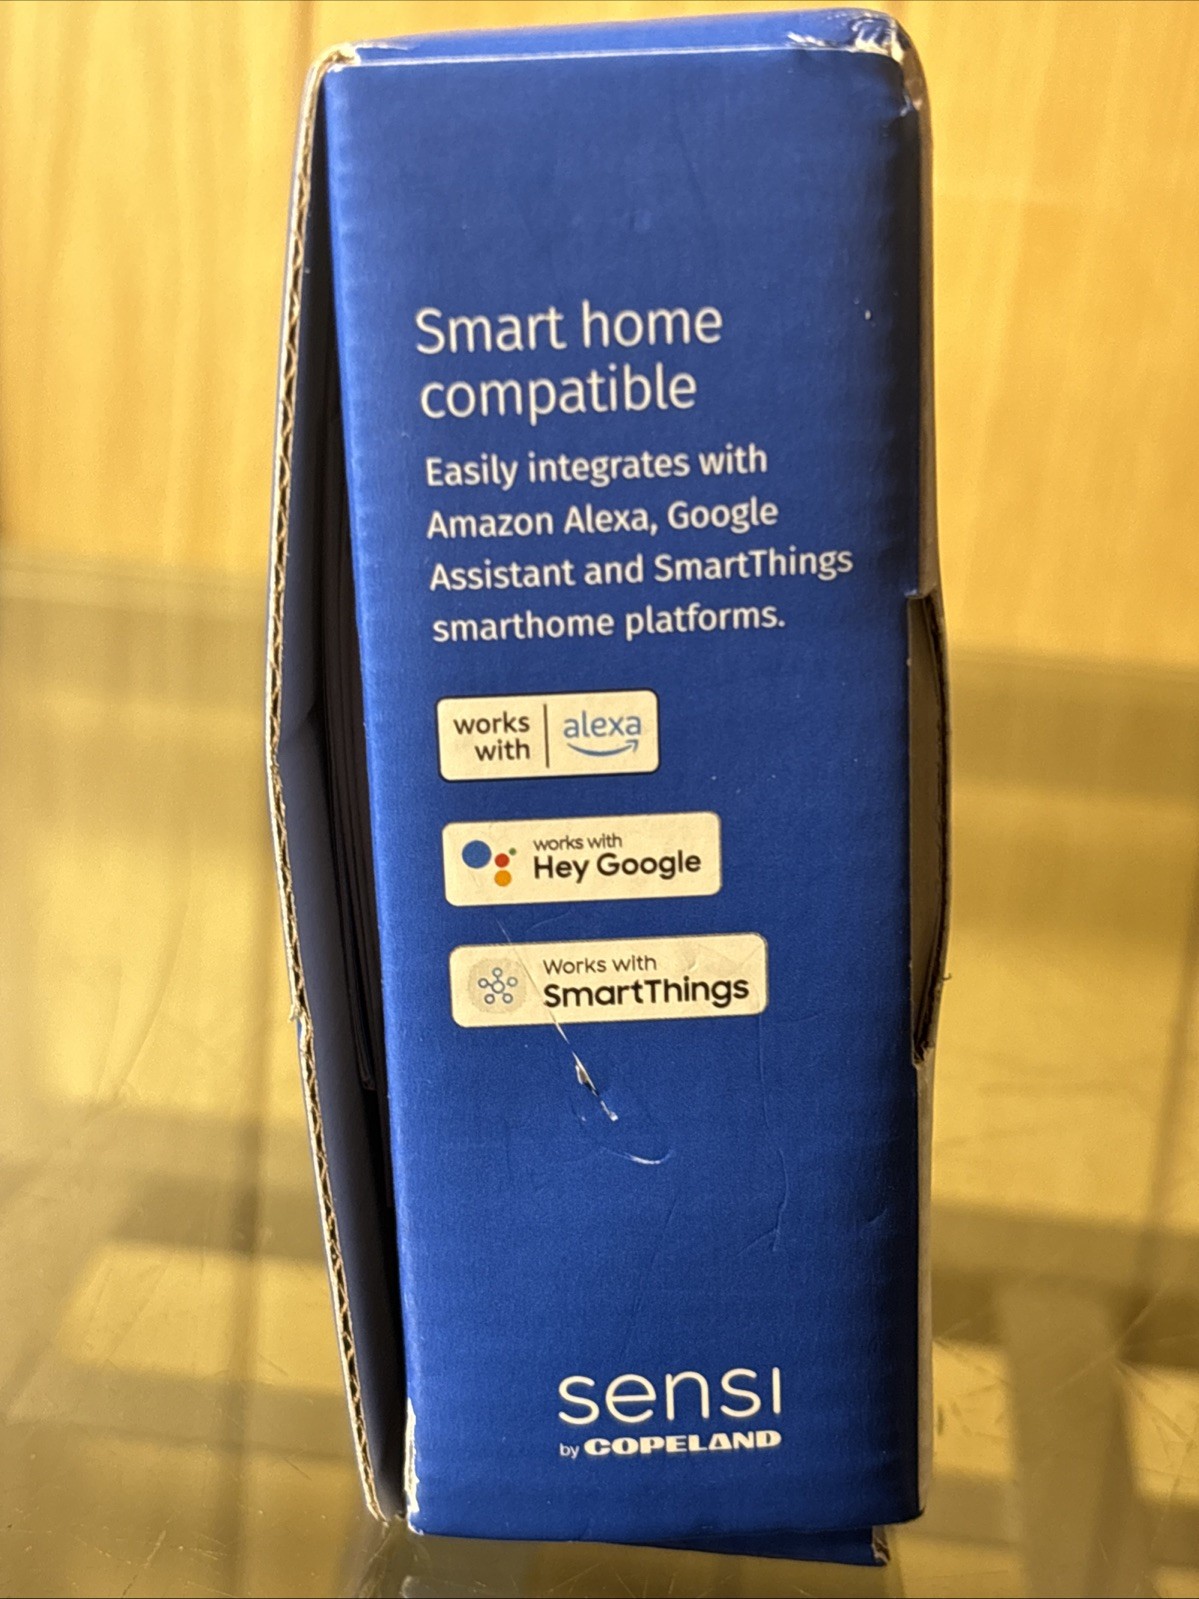 Smart home
compatible
Easily integrates with
Amazon Alexa, Google
Assistant and SmartThings
smarthome platforms.
works
with
alexa
works with
Hey Google
Works with
SmartThings
sensi
by COPELAND